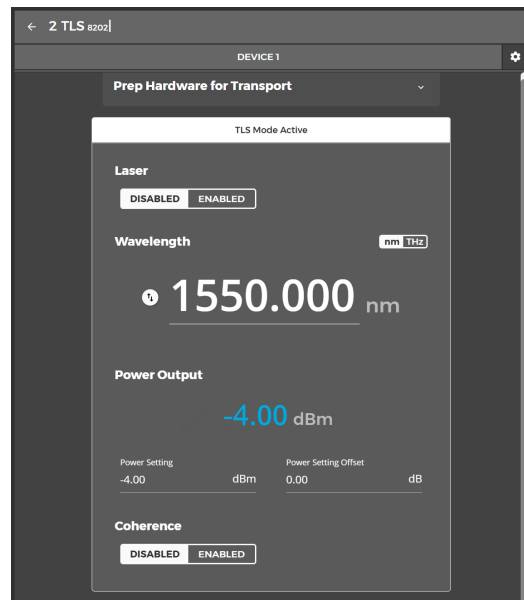 2 TLS 8202
DEVICE 1
Prep Hardware for Transport
TLS Mode Active
Laser
DISABLED ENABLED
Wavelength
nm THz
1550.000 nm
Power Output
-4.00 dBm
Power Setting Power Setting Offset
-4.00 dBm 0.00 dB
Coherence
DISABLED ENABLED